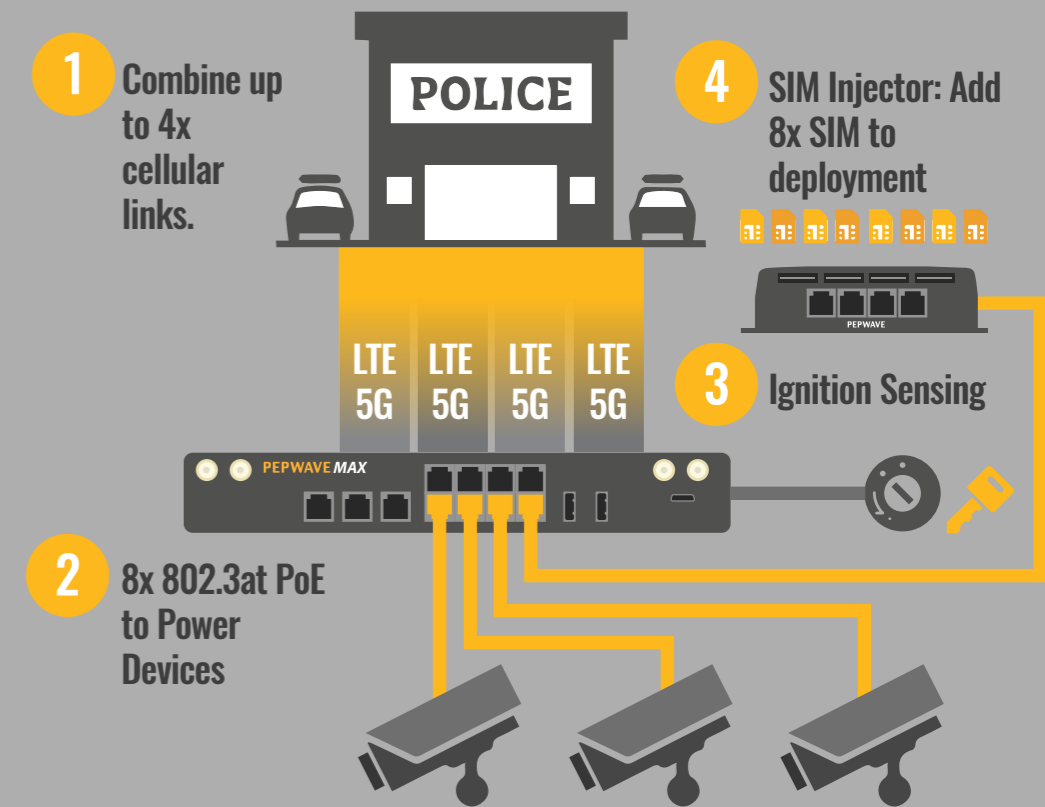 1
Combine up
to 4x
cellular
links.
POLICE
4
SIM Injector: Add
8x SIM to
deployment
PEPWAVE
LTE
5G
LTE
5G
LTE
5G
LTE
5G
3
Ignition Sensing
PEPWAVE MAX
2
8x 802.3at PoE
to Power
Devices